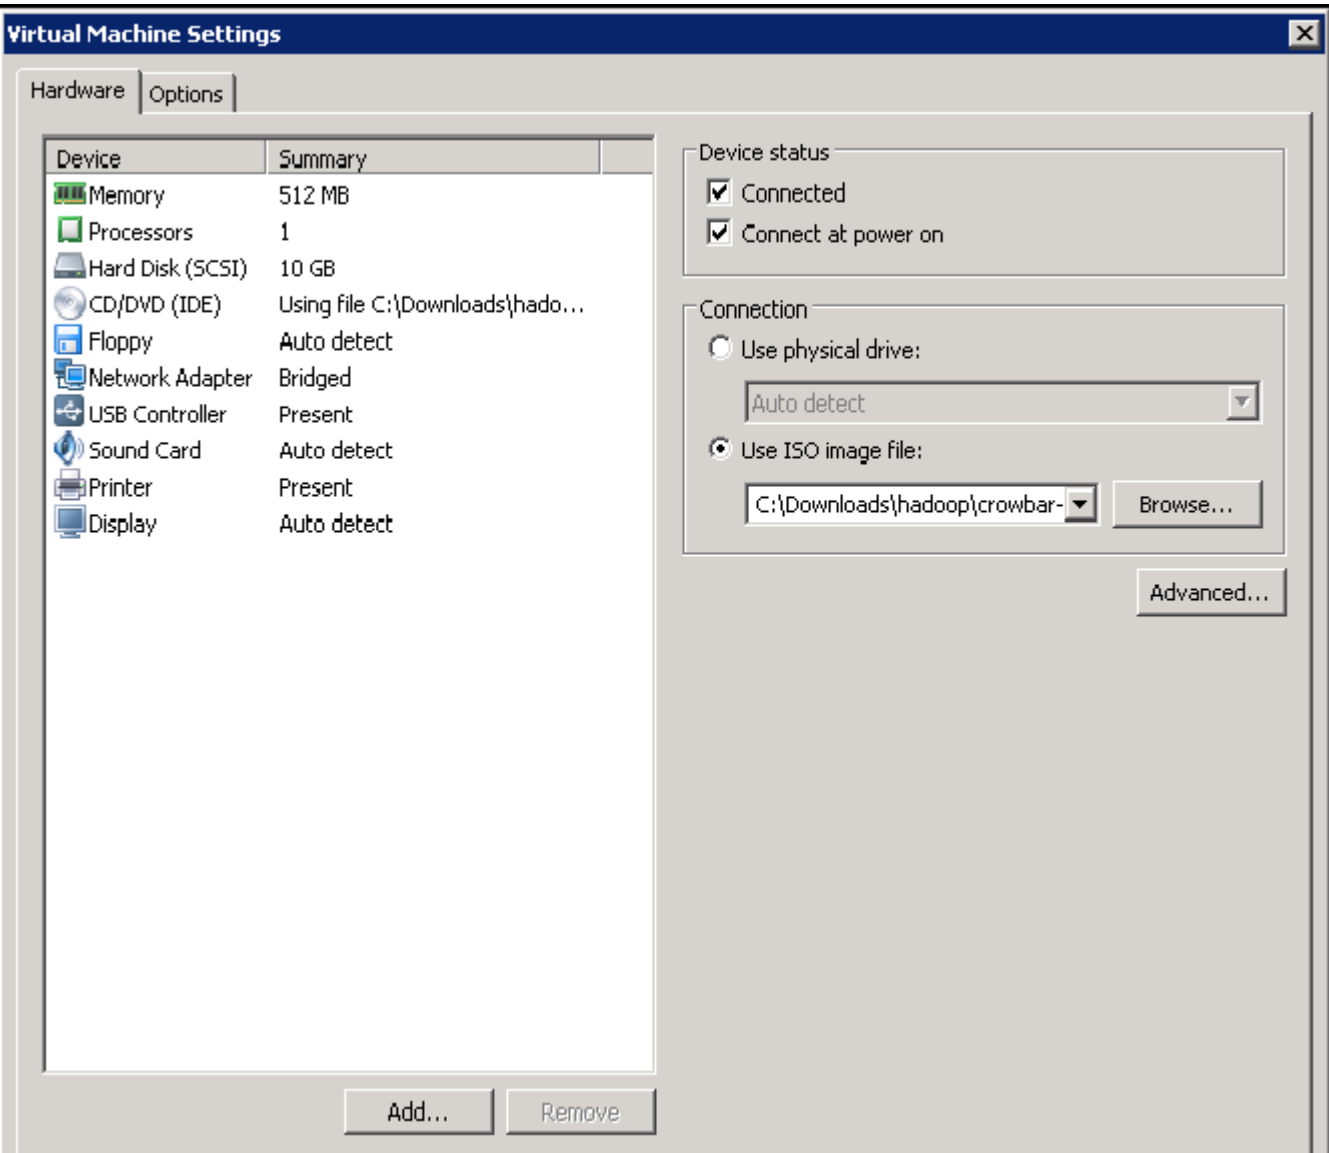 Virtual Machine Settings
Hardware Options
Device Summary
Memory 512 MB
Processors 1
Hard Disk (SCSI) 10 GB
CD/DVD (IDE) Using file C:\Downloads\hado...
Floppy Auto detect
Network Adapter Bridged
USB Controller Present
Sound Card Auto detect
Printer Present
Display Auto detect
Add... Remove
Device status
Connected
Connect at power on
Connection
Use physical drive:
Auto detect
Use ISO image file:
C:\Downloads\hadoop\crowbar- Browse...
Advanced...